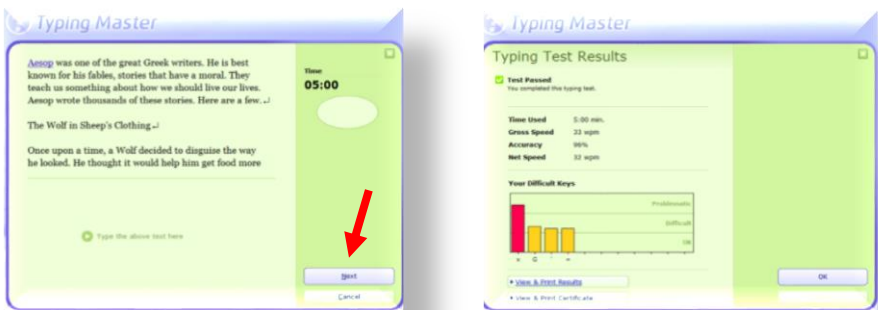 Typing Master
Aesop was one of the great Greek writers. He is best
known for his fables, stories that have a moral. They
teach us something about how we should live our lives.
Aesop wrote thousands of these stories. Here are a few.↵
The Wolf in Sheep's Clothing↵
Once upon a time, a Wolf decided to disguise the way
he looked. He thought it would help him get food more
Type the above text here
Time
05:00
Next
Cancel
Typing Master
Typing Test Results
Test Passed
You completed this typing test.
Time Used 5:00 min.
Gross Speed 33 wpm
Accuracy 96%
Net Speed 32 wpm
Your Difficult Keys
Problematic
Difficult
OK
View & Print Results
View & Print Certificate
OK